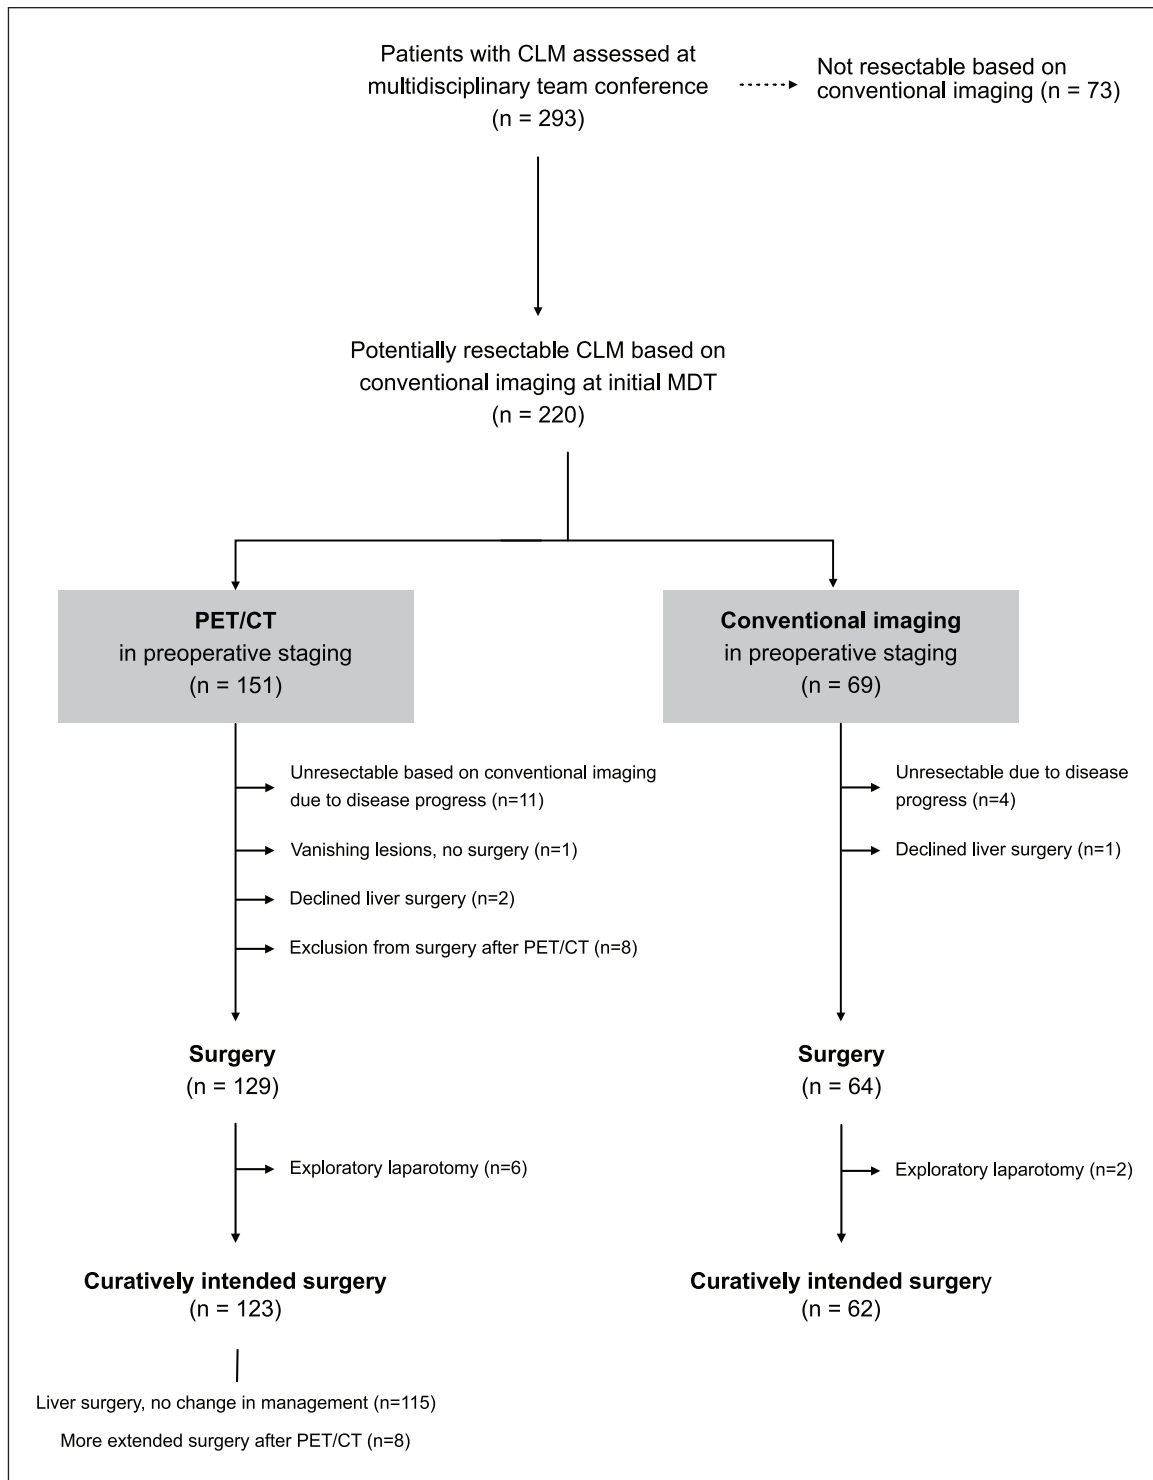 Patients with CLM assessed at
multidisciplinary team conference
(n = 293)
Not resectable based on
conventional imaging (n = 73)
Potentially resectable CLM based on
conventional imaging at initial MDT
(n = 220)
PET/CT
in preoperative staging
(n = 151)
Conventional imaging
in preoperative staging
(n = 69)
Unresectable based on conventional imaging
due to disease progress (n=11)
Vanishing lesions, no surgery (n=1)
Declined liver surgery (n=2)
Exclusion from surgery after PET/CT (n=8)
Unresectable due to disease
progress (n=4)
Declined liver surgery (n=1)
Surgery
(n = 129)
Surgery
(n = 64)
Exploratory laparotomy (n=6)
Exploratory laparotomy (n=2)
Curatively intended surgery
(n = 123)
Curatively intended surgery
(n = 62)
Liver surgery, no change in management (n=115)
More extended surgery after PET/CT (n=8)